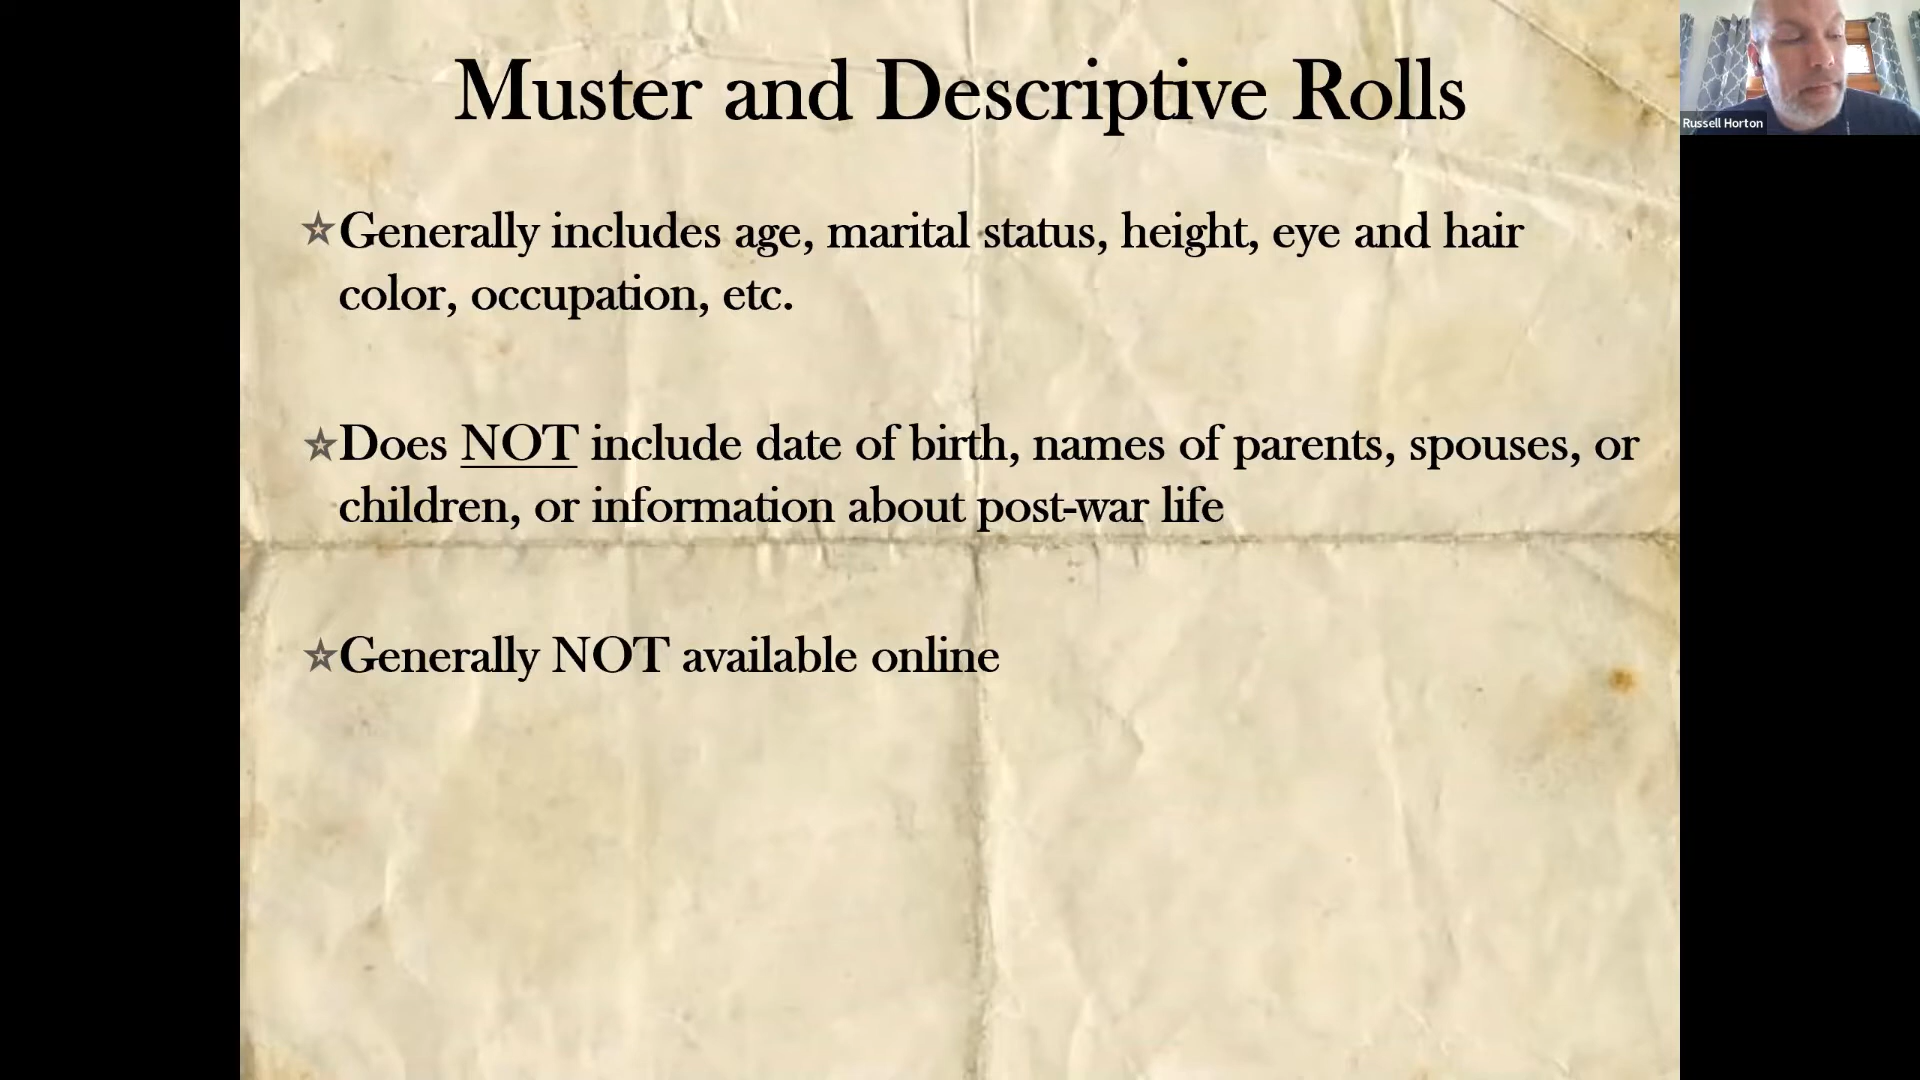 Muster and Descriptive Rolls
Generally includes age, marital status, height, eye and hair
color, occupation, etc.
Does NOT include date of birth, names of parents, spouses, or
children, or information about post-war life
Generally NOT available online
Russell Horton